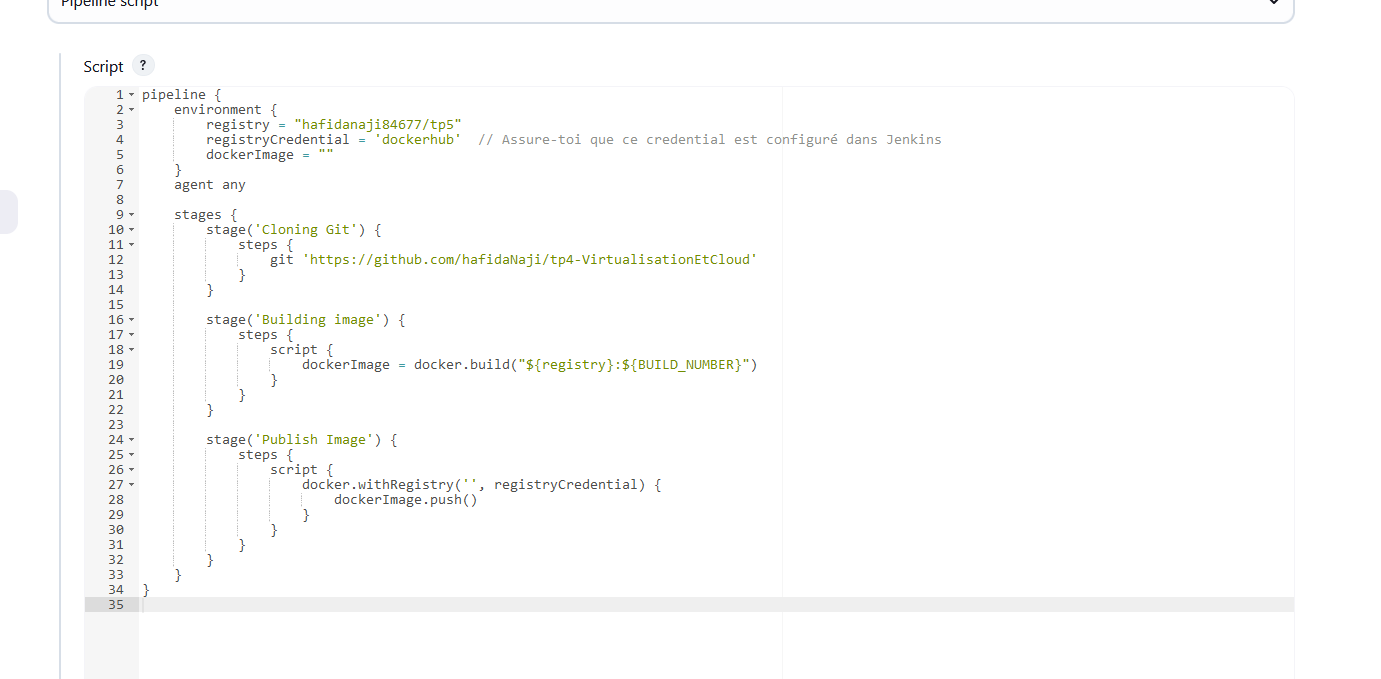 Pipeline script
Script ?
1 pipeline {
2     environment {
3         registry = "hafidanaji84677/tp5"
4         registryCredential = 'dockerhub'  // Assure-toi que ce credential est configuré dans Jenkins
5         dockerImage = ""
6     }
7     agent any
8
9     stages {
10         stage('Cloning Git') {
11             steps {
12                 git 'https://github.com/hafidaNaji/tp4-VirtualisationEtCloud'
13             }
14         }
15
16         stage('Building image') {
17             steps {
18                 script {
19                     dockerImage = docker.build("${registry}:${BUILD_NUMBER}")
20                 }
21             }
22         }
23
24         stage('Publish Image') {
25             steps {
26                 script {
27                     docker.withRegistry('', registryCredential) {
28                         dockerImage.push()
29                     }
30                 }
31             }
32         }
33     }
34 }
35